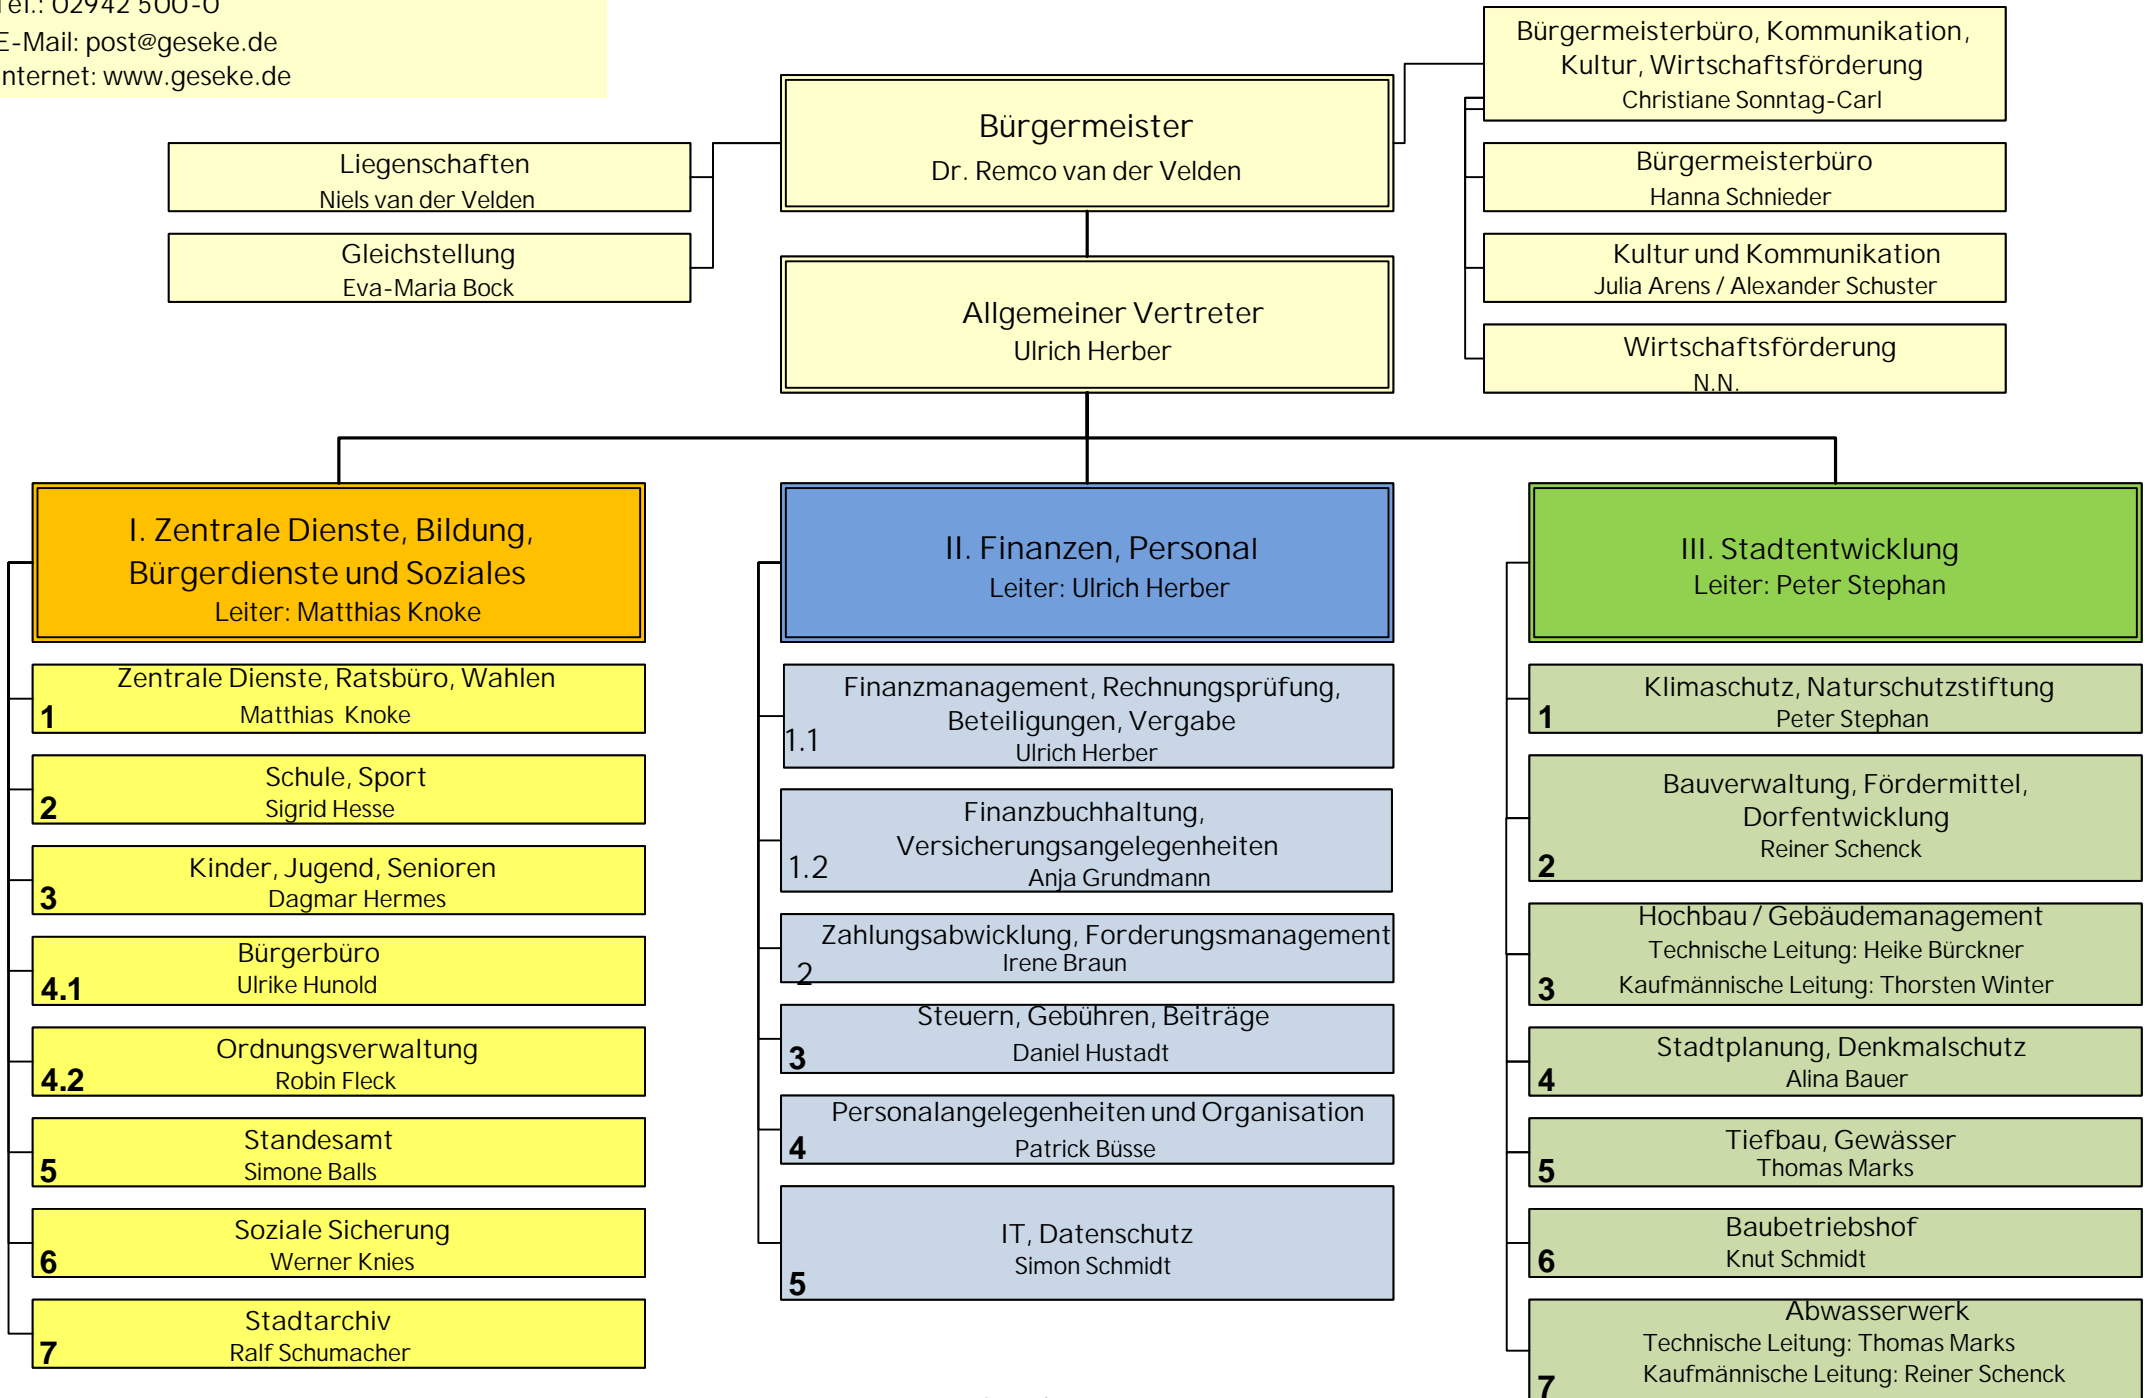 Tel.: 02942 500-0
E-Mail: post@geseke.de
Internet: www.geseke.de
Bürgermeisterbüro, Kommunikation,
Kultur, Wirtschaftsförderung
Christiane Sonntag-Carl
Bürgermeister
Dr. Remco van der Velden
Liegenschaften
Niels van der Velden
Bürgermeisterbüro
Hanna Schnieder
Gleichstellung
Eva-Maria Bock
Kultur und Kommunikation
Julia Arens / Alexander Schuster
Allgemeiner Vertreter
Ulrich Herber
Wirtschaftsförderung
N.N.
I. Zentrale Dienste, Bildung,
Bürgerdienste und Soziales
Leiter: Matthias Knoke
Zentrale Dienste, Ratsbüro, Wahlen
1 Matthias Knoke
Schule, Sport
2 Sigrid Hesse
Kinder, Jugend, Senioren
3 Dagmar Hermes
Bürgerbüro
4.1 Ulrike Hunold
Ordnungsverwaltung
4.2 Robin Fleck
Standesamt
5 Simone Balls
Soziale Sicherung
6 Werner Knies
Stadtarchiv
7 Ralf Schumacher
II. Finanzen, Personal
Leiter: Ulrich Herber
Finanzmanagement, Rechnungsprüfung,
Beteiligungen, Vergabe
1.1 Ulrich Herber
Finanzbuchhaltung,
Versicherungsangelegenheiten
1.2 Anja Grundmann
Zahlungsabwicklung, Forderungsmanagement
Irene Braun
2
Steuern, Gebühren, Beiträge
3 Daniel Hustadt
Personalangelegenheiten und Organisation
4 Patrick Büsse
IT, Datenschutz
Simon Schmidt
5
III. Stadtentwicklung
Leiter: Peter Stephan
Klimaschutz, Naturschutzstiftung
1 Peter Stephan
Bauverwaltung, Fördermittel,
Dorfentwicklung
Reiner Schenck
2
Hochbau / Gebäudemanagement
Technische Leitung: Heike Bürckner
3 Kaufmännische Leitung: Thorsten Winter
Stadtplanung, Denkmalschutz
4 Alina Bauer
Tiefbau, Gewässer
5 Thomas Marks
Baubetriebshof
6 Knut Schmidt
Abwasserwerk
Technische Leitung: Thomas Marks
7 Kaufmännische Leitung: Reiner Schenck